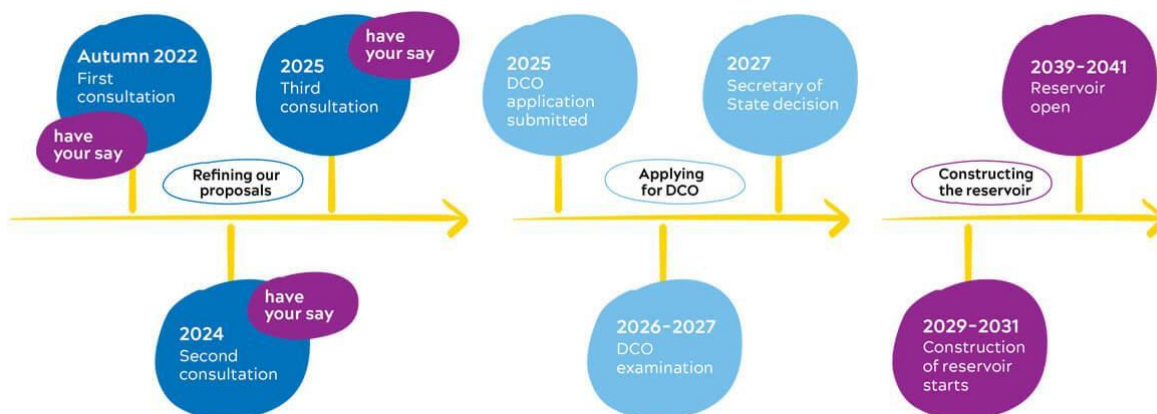 Autumn 2022
First
consultation
have
your say
2025
Third
consultation
have
your say
Refining our
proposals
2024
Second
consultation
have
your say
2025
DCO
application
submitted
2027
Secretary of
State decision
Applying
for DCO
2026–2027
DCO
examination
2039–2041
Reservoir
open
Constructing
the reservoir
2029–2031
Construction
of reservoir
starts